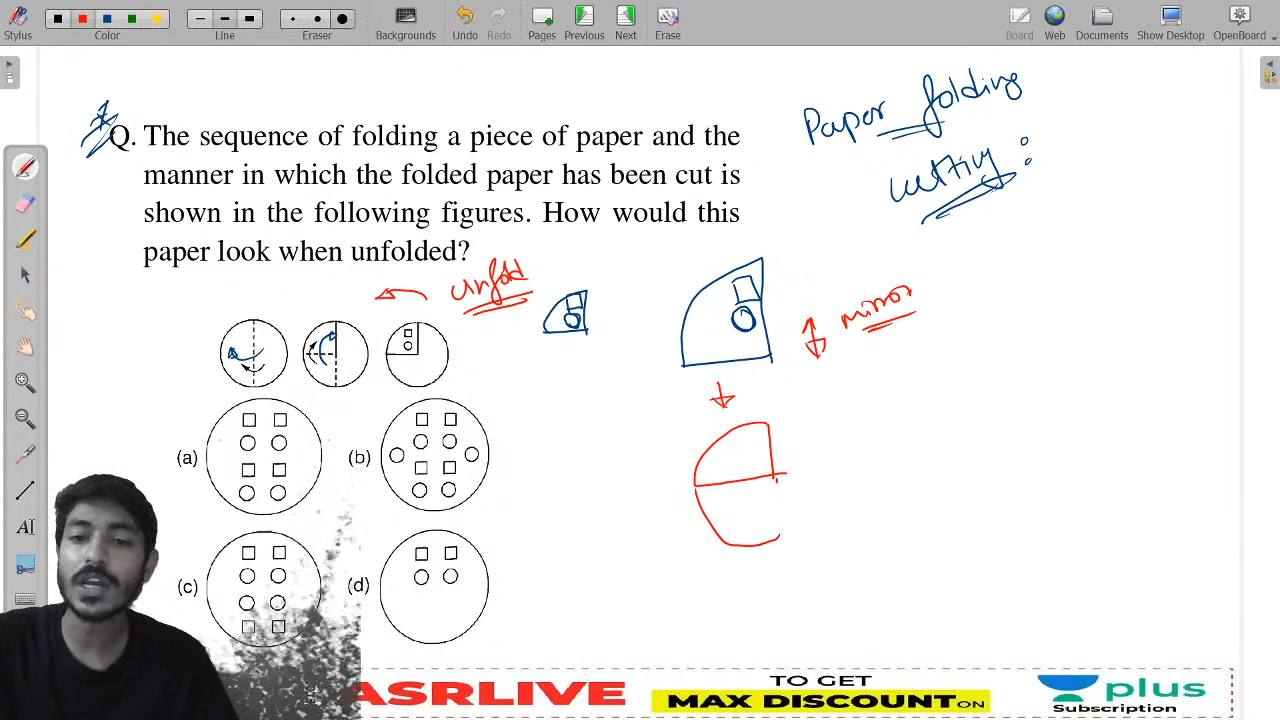 Stylus
Color
Line
Eraser
Backgrounds
Undo
Redo
Pages
Previous
Next
Erase
Board
Web
Documents
Show Desktop
OpenBoard
Paper folding
cutting :
Q. The sequence of folding a piece of paper and the
manner in which the folded paper has been cut is
shown in the following figures. How would this
paper look when unfolded?
unfold
mirror
(a)
(b)
(c)
(d)
AI
ASRLIVE
TO GET
MAX DISCOUNT ON
plus
Subscription